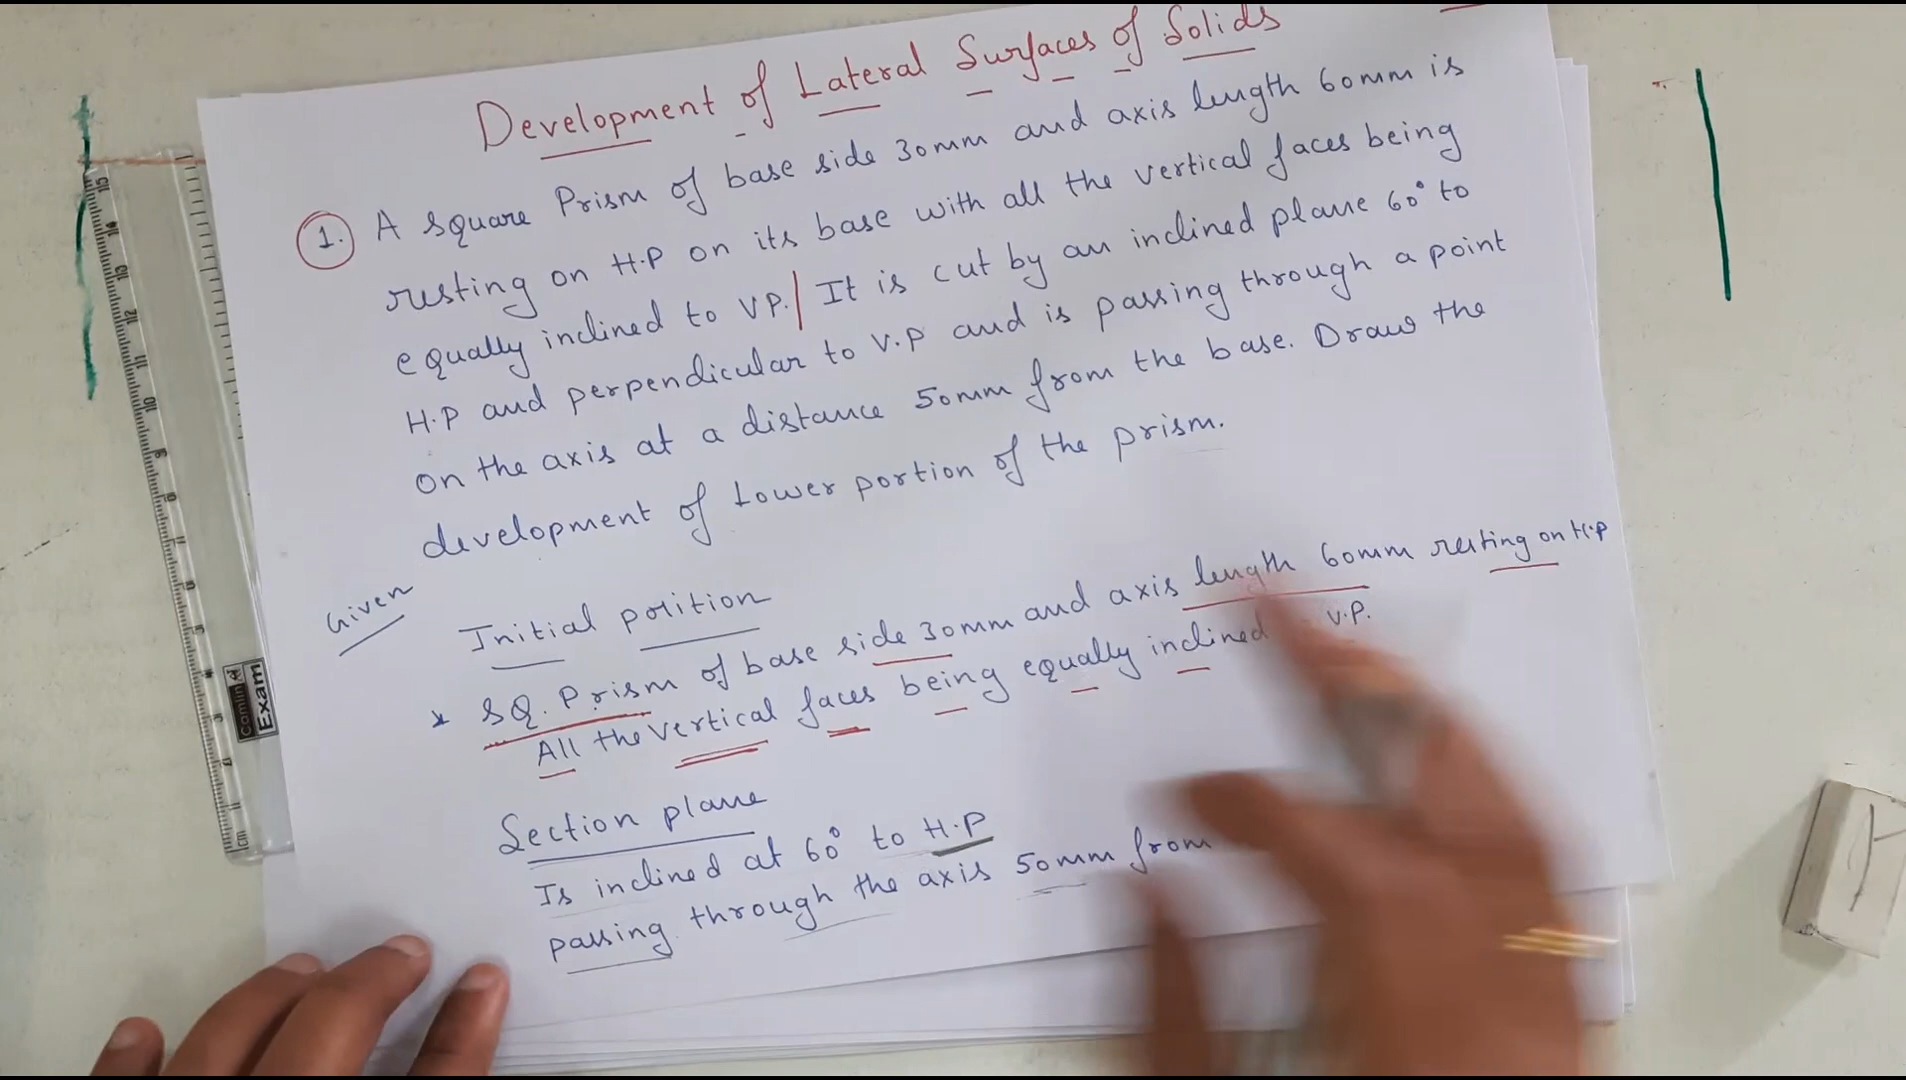 Development of Lateral Surfaces of Solids
1. A square Prism of base side 30mm and axis length 60mm is
resting on H.P on its base with all the vertical faces being
equally inclined to VP. It is cut by an inclined plane 60° to
H.P and perpendicular to V.P and is passing through a point
on the axis at a distance 50mm from the base. Draw the
development of Lower portion of the prism.
Given
Initial position
* SQ. Prism of base side 30mm and axis length 60mm resting on H.P
All the vertical faces being equally inclined V.P.
Section plane
Is inclined at 60° to H.P
passing through the axis 50mm from
Exam
cm